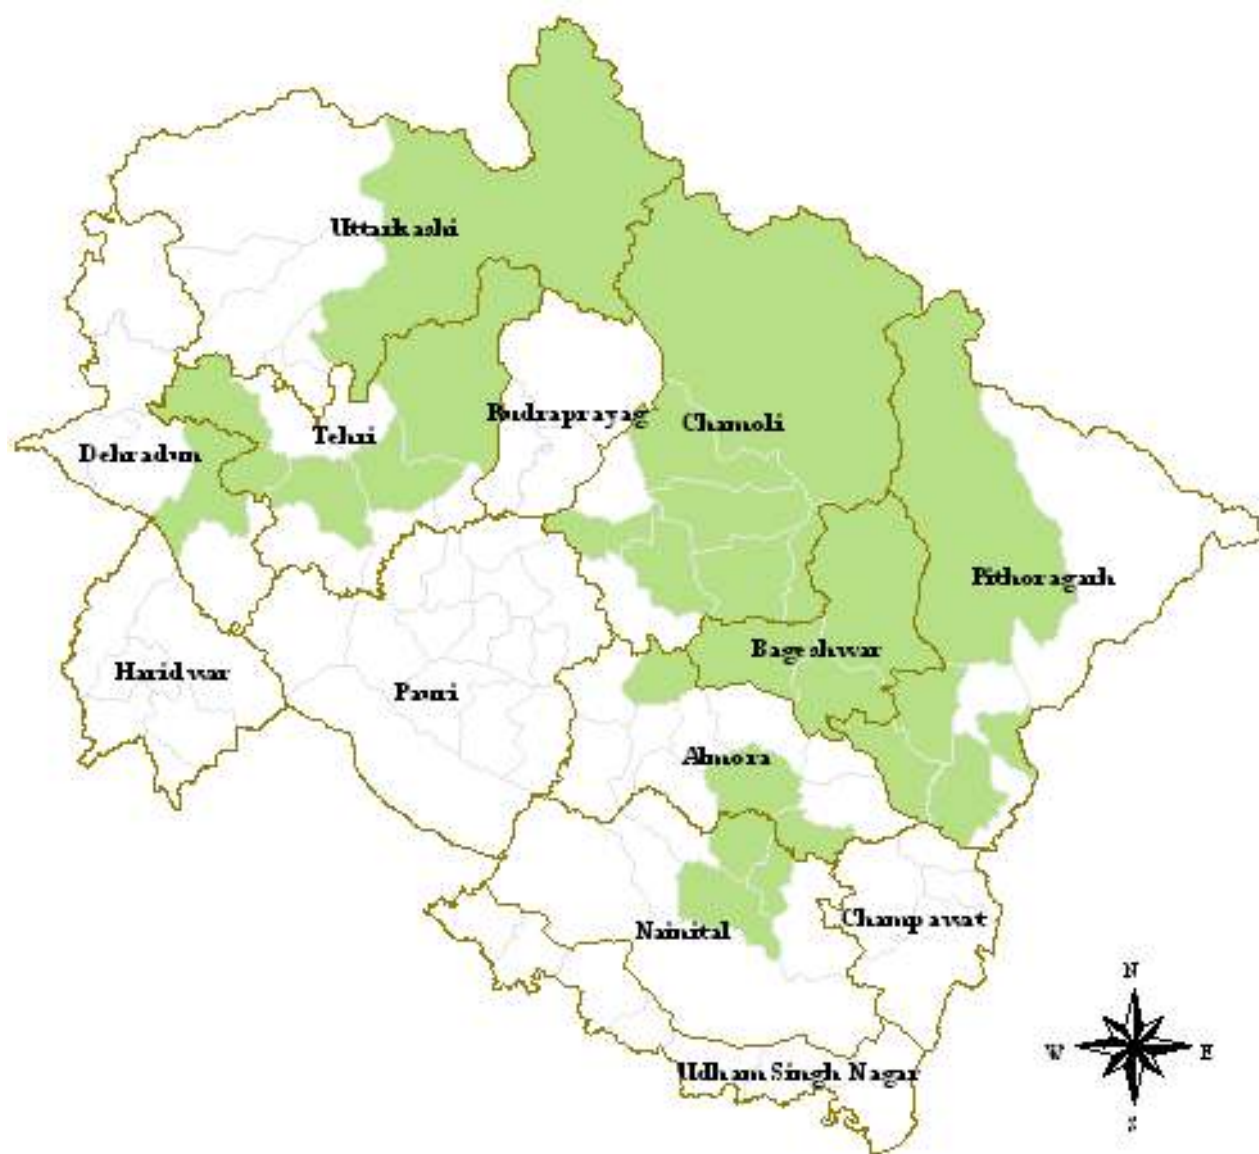 Uttarkashi
Rudraprayag
Chamoli
Tehri
Dehradun
Pithoragarh
Bageshwar
Haridwar
Pauri
Almora
Champawat
Nainital
N
W
E
S
Udham Singh Nagar